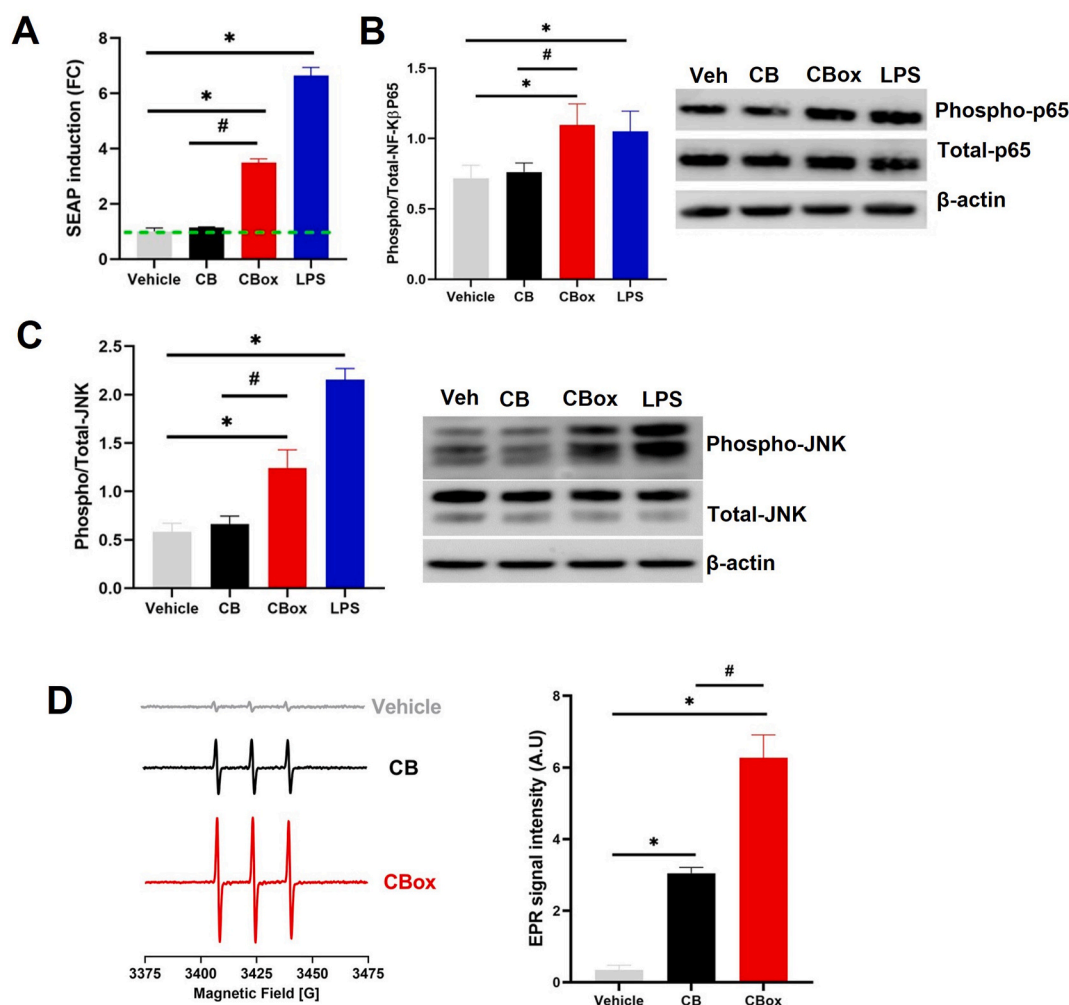 A
SEAP induction (FC)
8
6
4
2
0
*
*
#
Vehicle CB CBox LPS
B
Phospho/Total-NF-KβP65
1.5
1.0
0.5
0.0
*
#
*
Vehicle CB CBox LPS
Veh CB CBox LPS
Phospho-p65
Total-p65
β-actin
C
Phospho/Total-JNK
2.5
2.0
1.5
1.0
0.5
0.0
*
#
*
Vehicle CB CBox LPS
Veh CB CBox LPS
Phospho-JNK
Total-JNK
β-actin
D
Vehicle
CB
CBox
3375 3400 3425 3450 3475
Magnetic Field [G]
EPR signal intensity (A.U)
8
6
4
2
0
#
*
*
Vehicle CB CBox